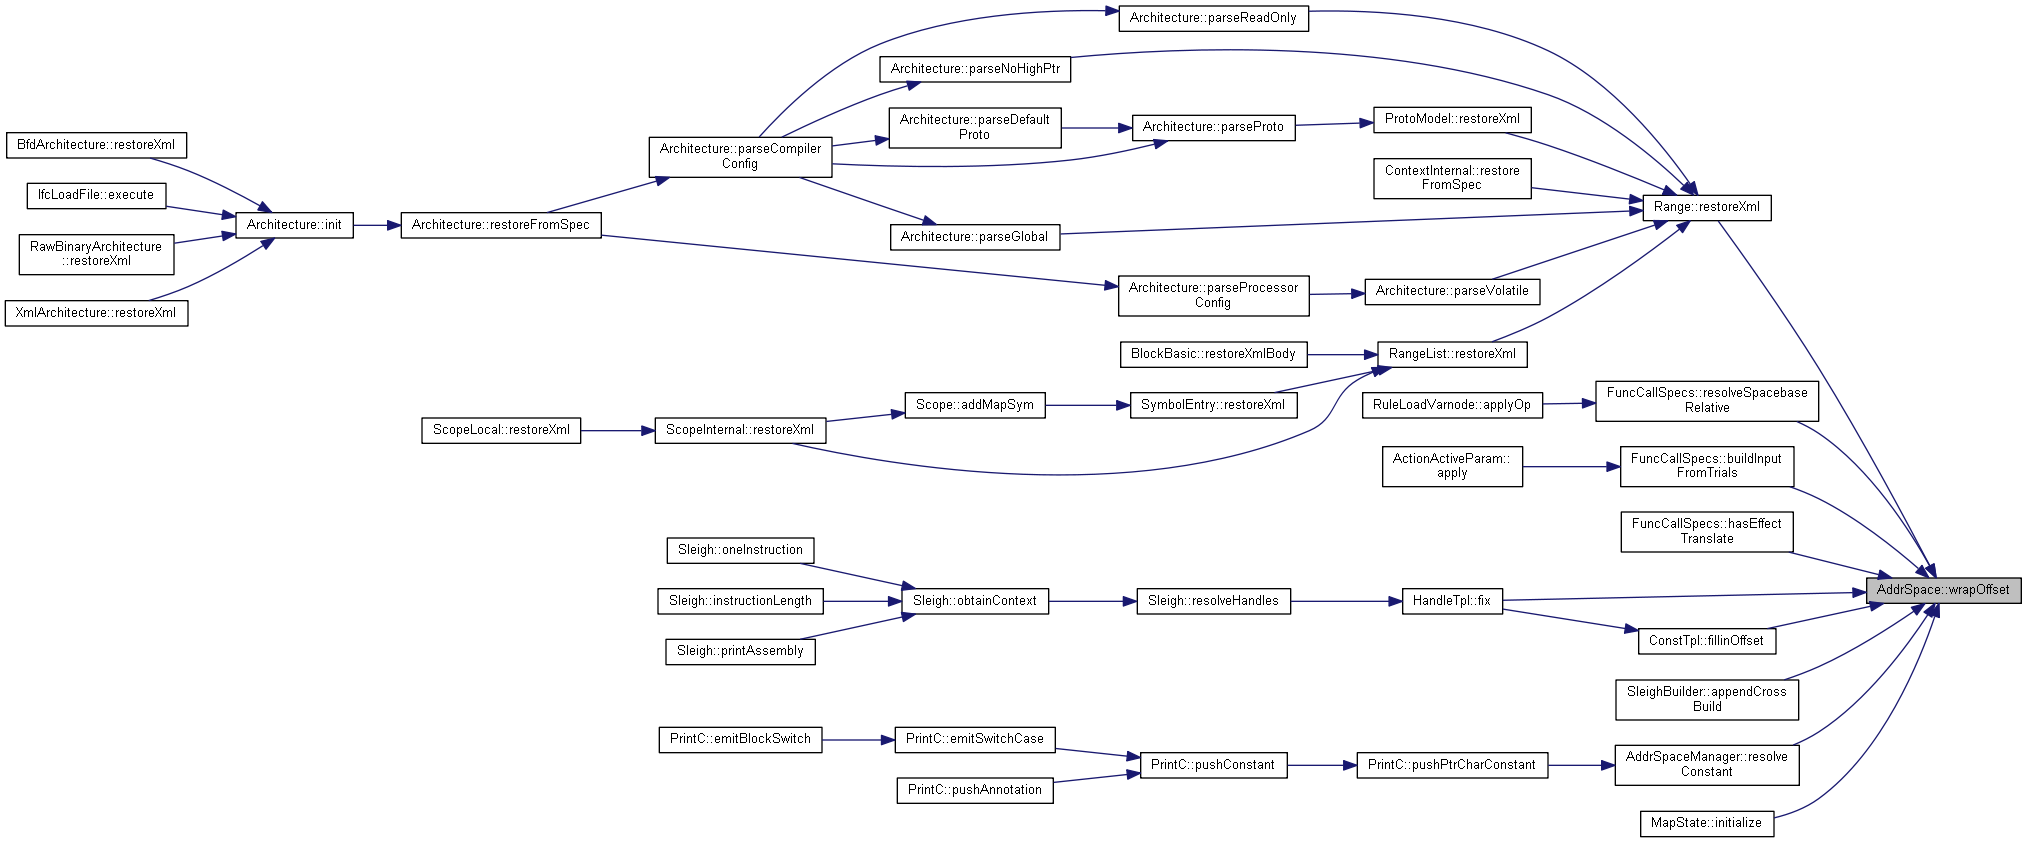 Architecture::parseReadOnly
Architecture::parseNoHighPtr
Architecture::parseDefault
Proto
Architecture::parseProto
ProtoModel::restoreXml
BfdArchitecture::restoreXml
Architecture::parseCompiler
Config
ContextInternal::restore
FromSpec
IfcLoadFile::execute
Range::restoreXml
Architecture::init
Architecture::restoreFromSpec
Architecture::parseGlobal
RawBinaryArchitecture
::restoreXml
Architecture::parseProcessor
Config
Architecture::parseVolatile
XmlArchitecture::restoreXml
BlockBasic::restoreXmlBody
RangeList::restoreXml
FuncCallSpecs::resolveSpacebase
Relative
Scope::addMapSym
SymbolEntry::restoreXml
RuleLoadVarnode::applyOp
ScopeLocal::restoreXml
ScopeInternal::restoreXml
ActionActiveParam::
apply
FuncCallSpecs::buildInput
FromTrials
FuncCallSpecs::hasEffect
Translate
Sleigh::oneInstruction
AddrSpace::wrapOffset
Sleigh::instructionLength
Sleigh::obtainContext
Sleigh::resolveHandles
HandleTpl::fix
Sleigh::printAssembly
ConstTpl::fillinOffset
SleighBuilder::appendCross
Build
PrintC::emitBlockSwitch
PrintC::emitSwitchCase
PrintC::pushConstant
PrintC::pushPtrCharConstant
AddrSpaceManager::resolve
Constant
PrintC::pushAnnotation
MapState::initialize